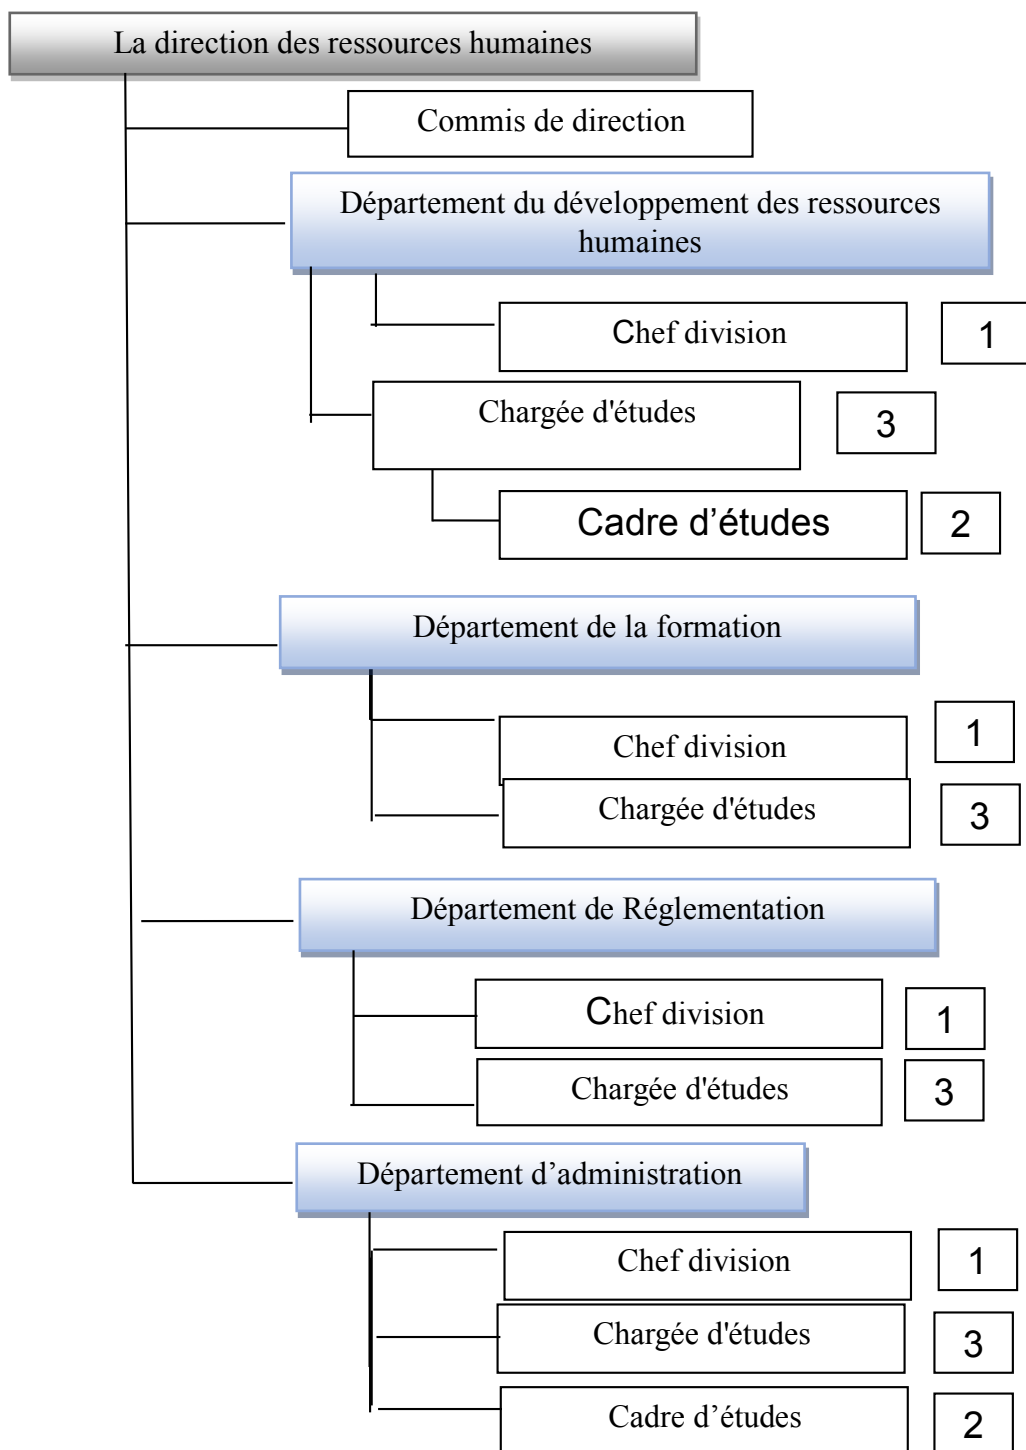 La direction des ressources humaines
Commis de direction
Département du développement des ressources
humaines
Chef division
1
Chargée d'études
3
Cadre d’études
2
Département de la formation
Chef division
1
Chargée d'études
3
Département de Réglementation
Chef division
1
Chargée d'études
3
Département d’administration
Chef division
1
Chargée d'études
3
Cadre d’études
2